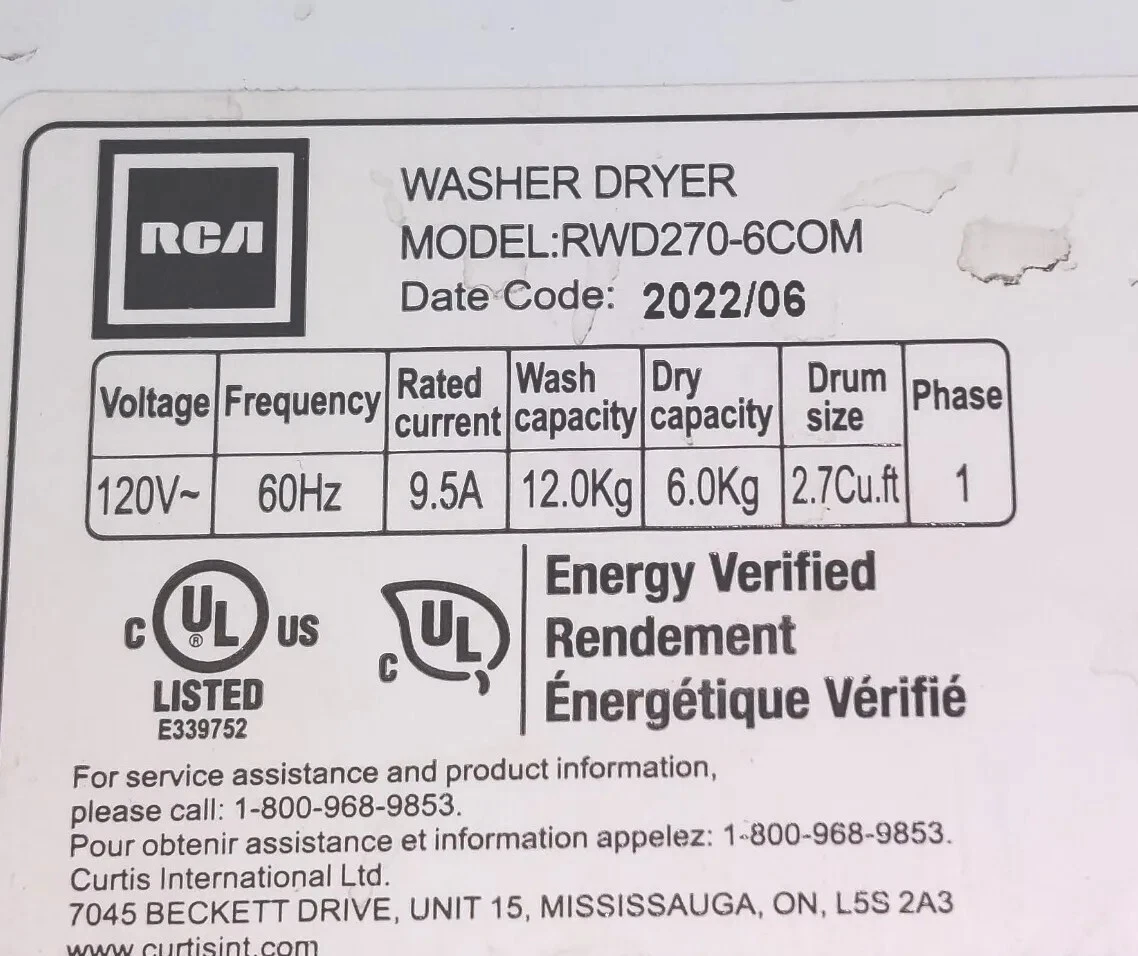 RCA
WASHER DRYER
MODEL:RWD270-6COM
Date Code: 2022/06
Voltage Frequency Rated current Wash capacity Dry capacity Drum size Phase
120V~ 60Hz 9.5A 12.0Kg 6.0Kg 2.7Cu.ft 1
C UL ® US
LISTED
E339752
C UL
Energy Verified
Rendement
Énergétique Vérifié
For service assistance and product information,
please call: 1-800-968-9853.
Pour obtenir assistance et information appelez: 1-800-968-9853.
Curtis International Ltd.
7045 BECKETT DRIVE, UNIT 15, MISSISSAUGA, ON, L5S 2A3
www.curtisint.com